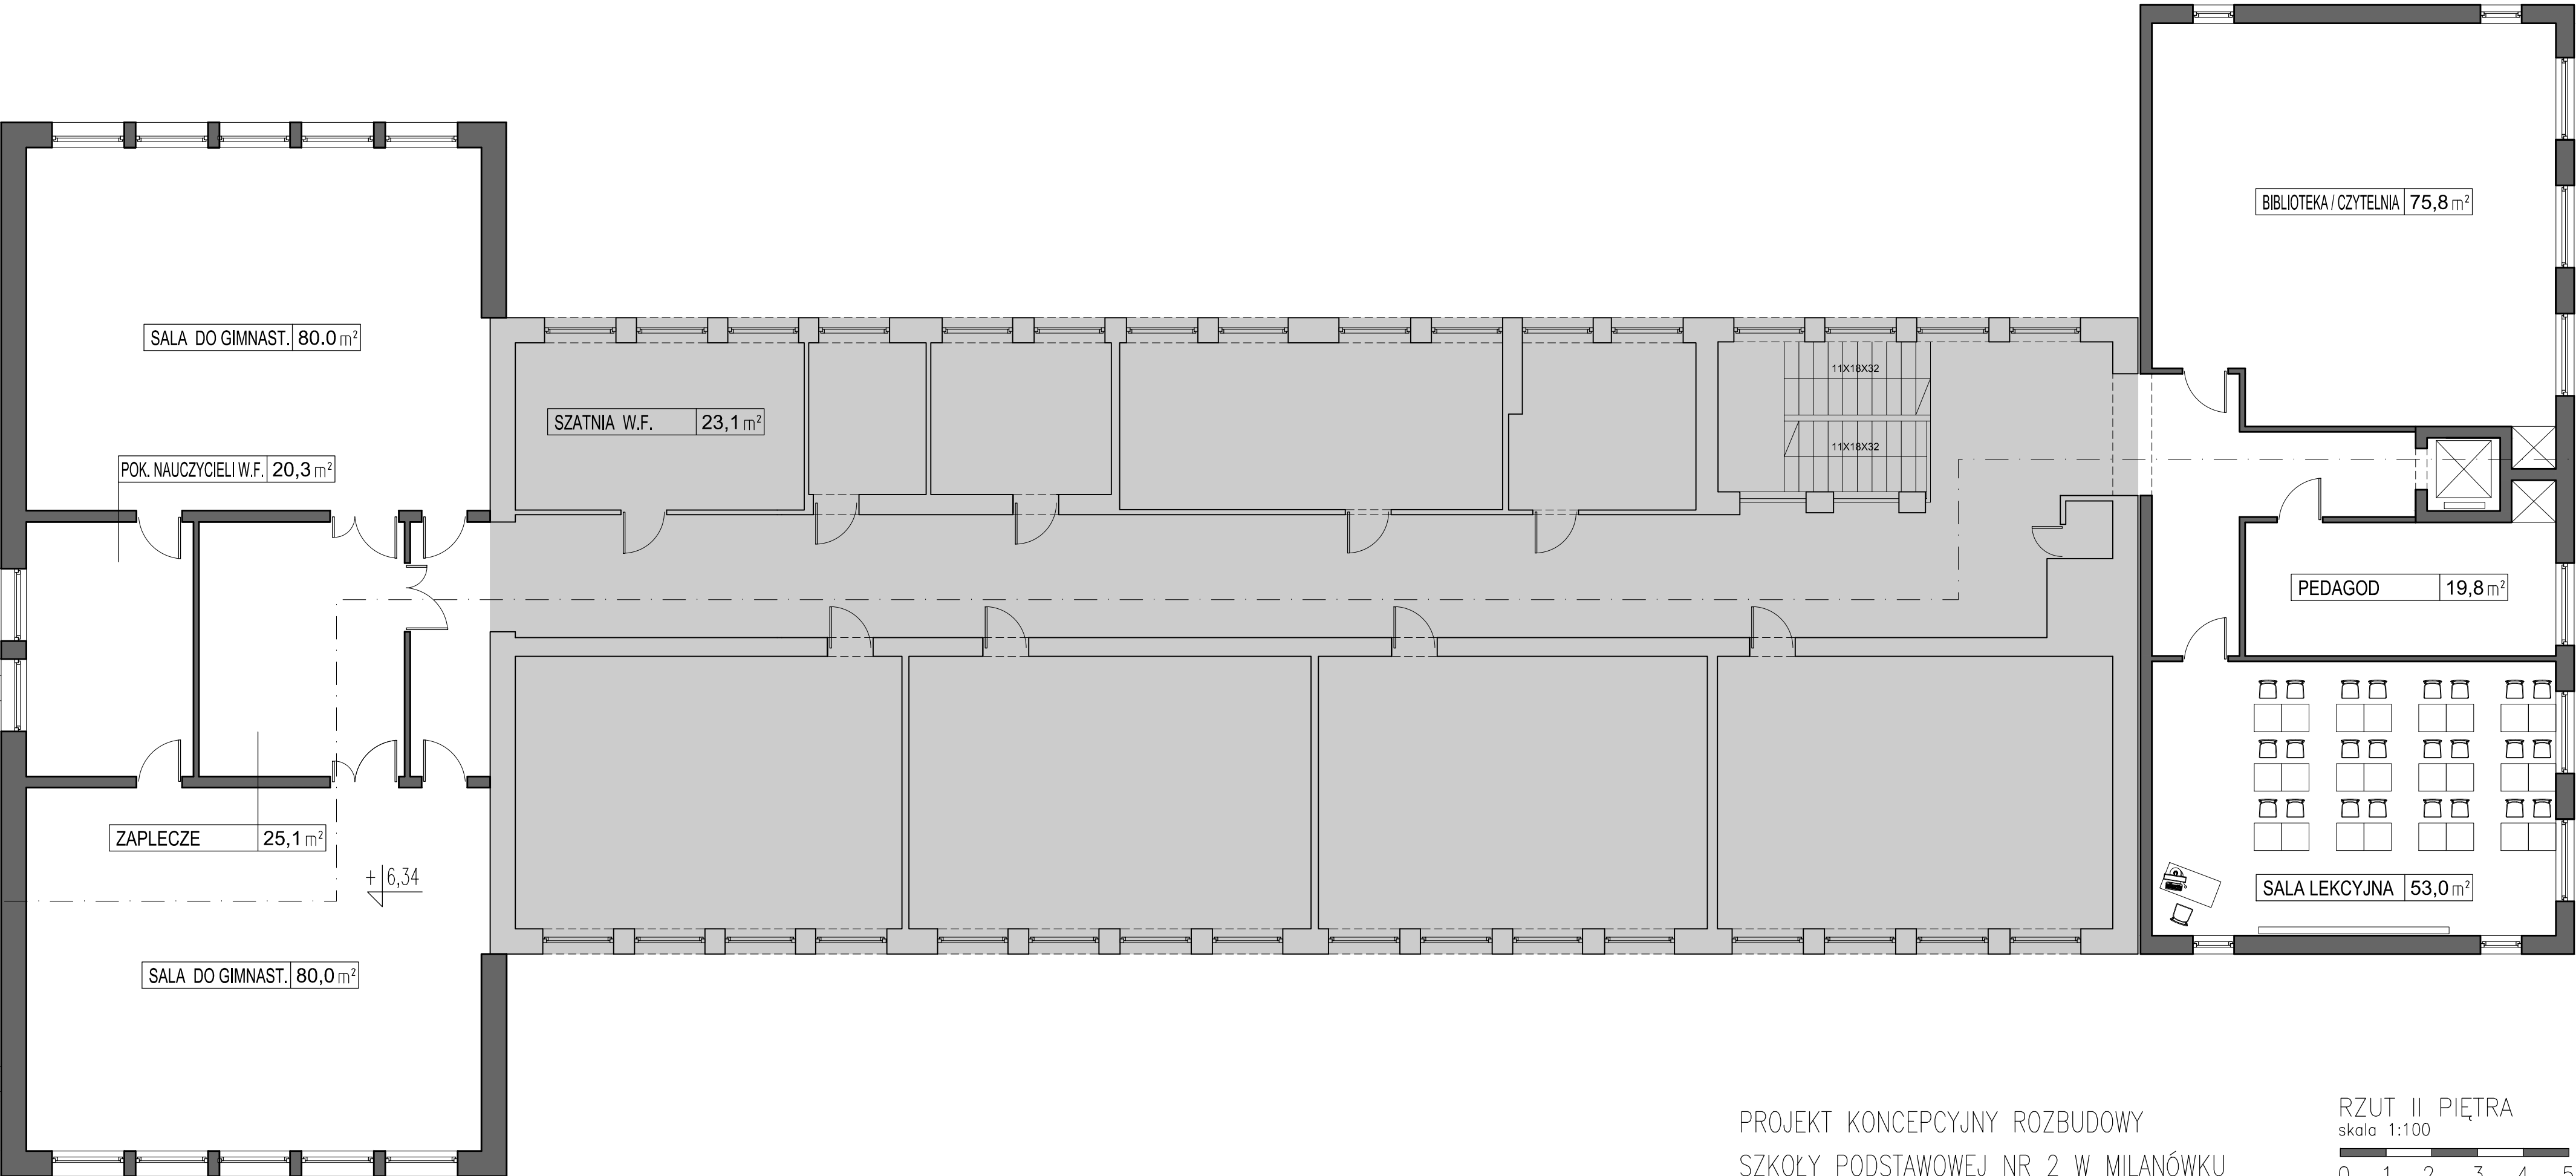 BIBLIOTEKA / CZYTELNIA 75,8 m²
SALA DO GIMNAST. 80.0 m²
11X18X32
SZATNIA W.F. 23,1 m²
11X18X32
POK. NAUCZYCIELI W.F. 20,3 m²
PEDAGOD 19,8 m²
ZAPLECZE 25,1 m²
+ 6,34
SALA LEKCYJNA 53,0 m²
SALA DO GIMNAST. 80,0 m²
PROJEKT KONCEPCYJNY ROZBUDOWY
SZKOŁY PODSTAWOWEJ NR 2 W MILANÓWKU
RZUT II PIĘTRA
skala 1:100
0 1 2 3 4 5